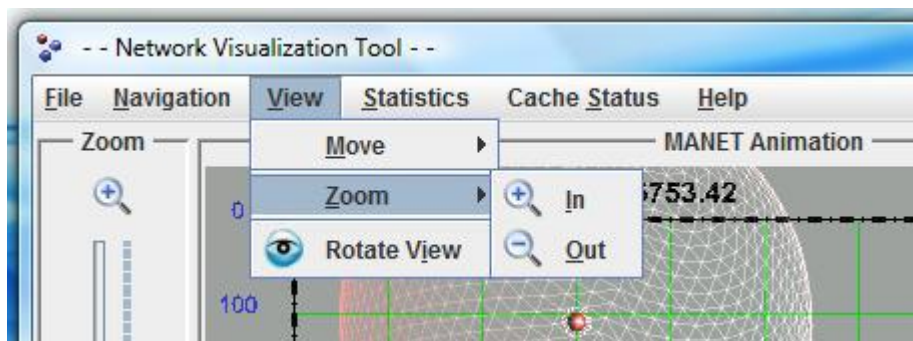 - - Network Visualization Tool - -
File Navigation View Statistics Cache Status Help
Zoom
MANET Animation
Move
Zoom
In
Out
Rotate View
753.42
0
100